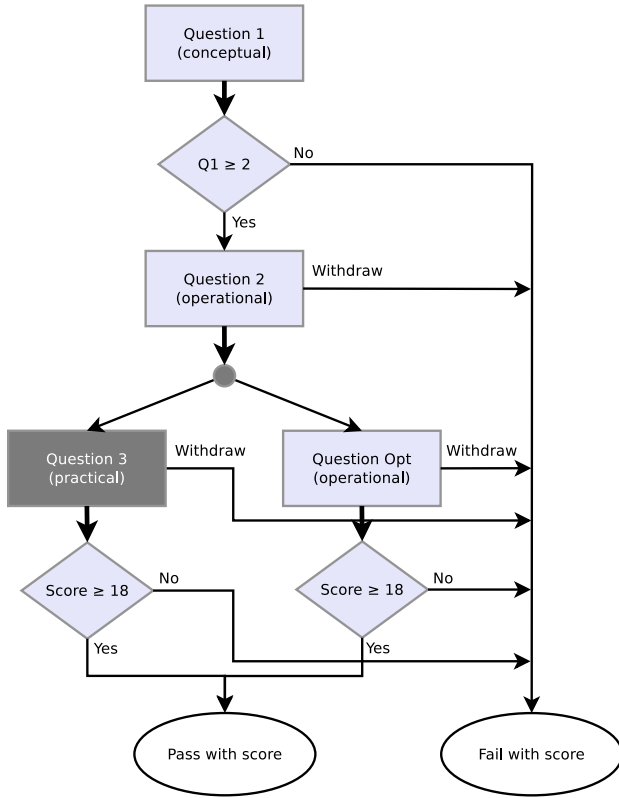 Question 1
(conceptual)
No
Q1 ≥ 2
Yes
Question 2
(operational)
Withdraw
Question 3
(practical)
Withdraw
Question Opt
(operational)
Withdraw
Score ≥ 18
No
Yes
Score ≥ 18
No
Yes
Pass with score
Fail with score